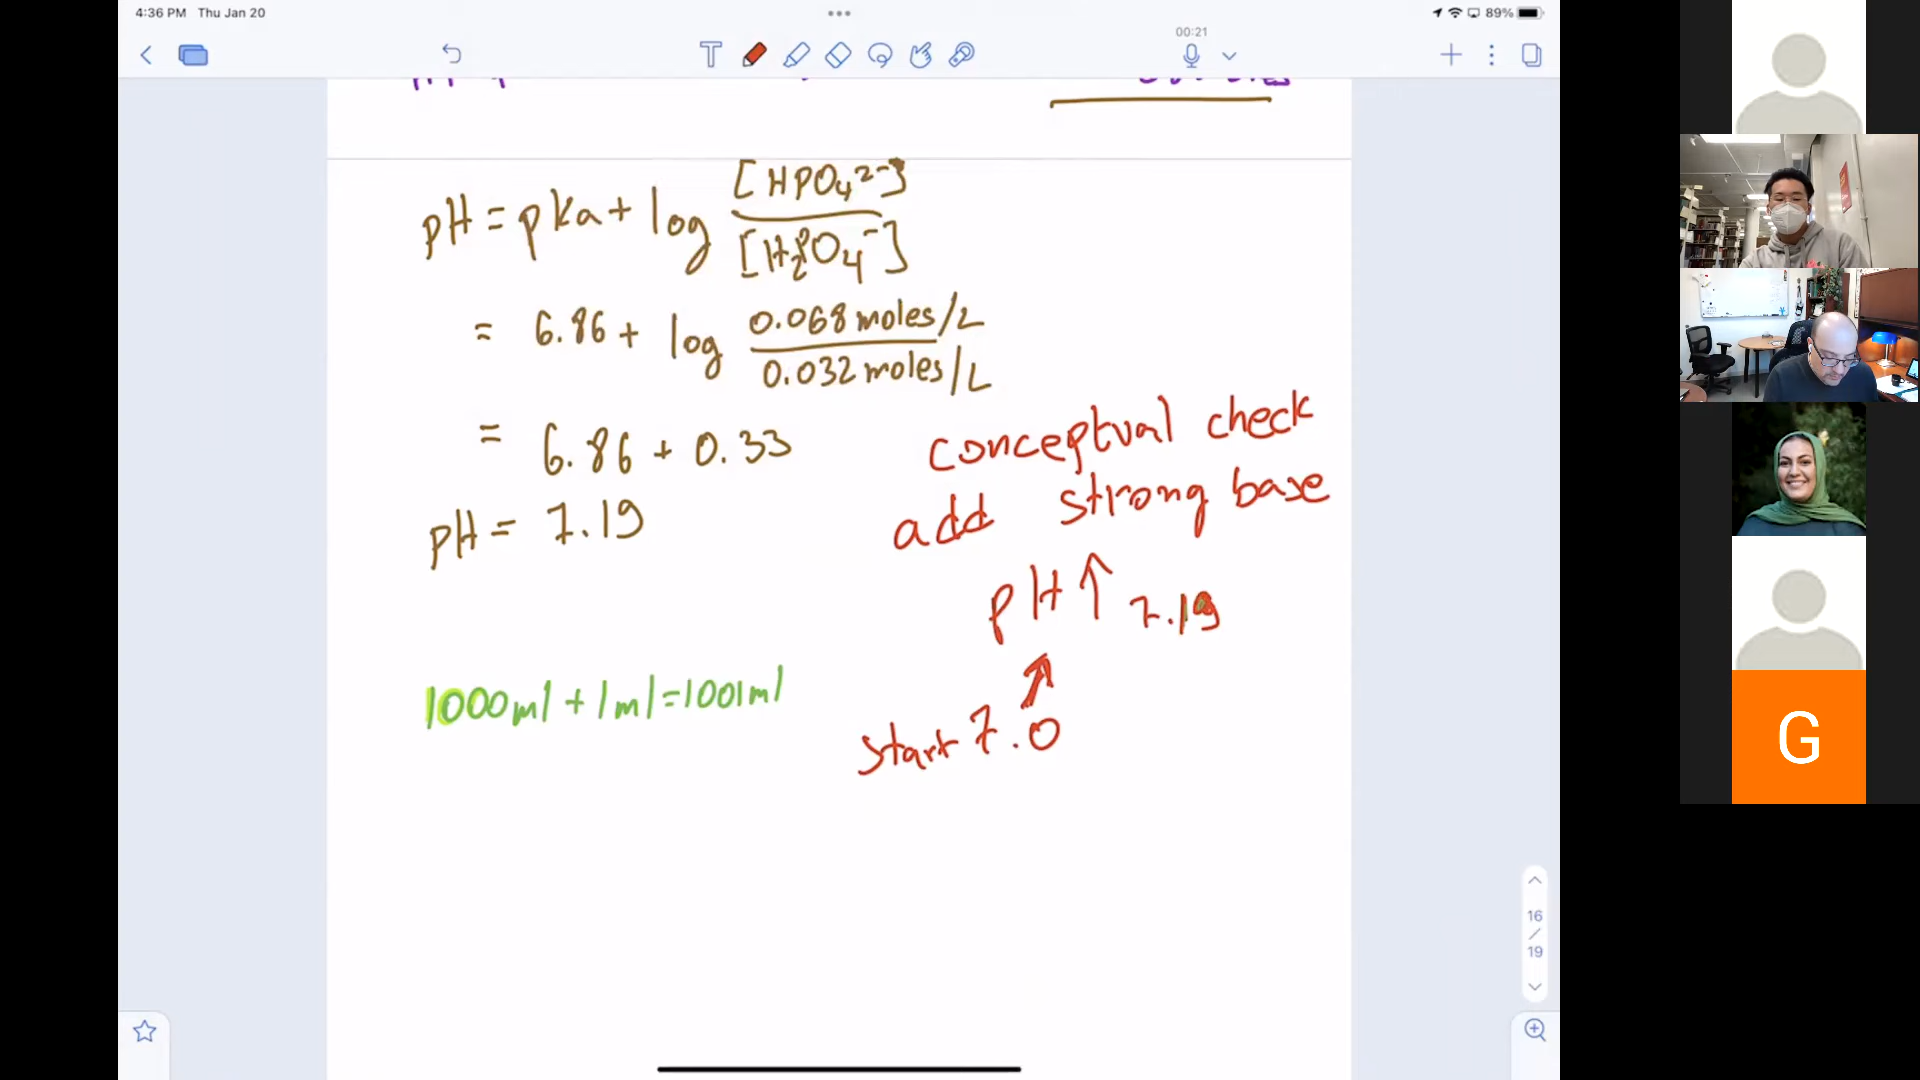 4:36 PM Thu Jan 20
89%
00:21
pH = pka + log [HPO4²⁻] / [H2PO4⁻]
= 6.86 + log 0.068 moles/L / 0.032 moles/L
= 6.86 + 0.33
pH = 7.19
conceptual check
add strong base
pH ↑ 7.19
start 7.0
1000ml + 1ml = 1001ml
16
/
19
G